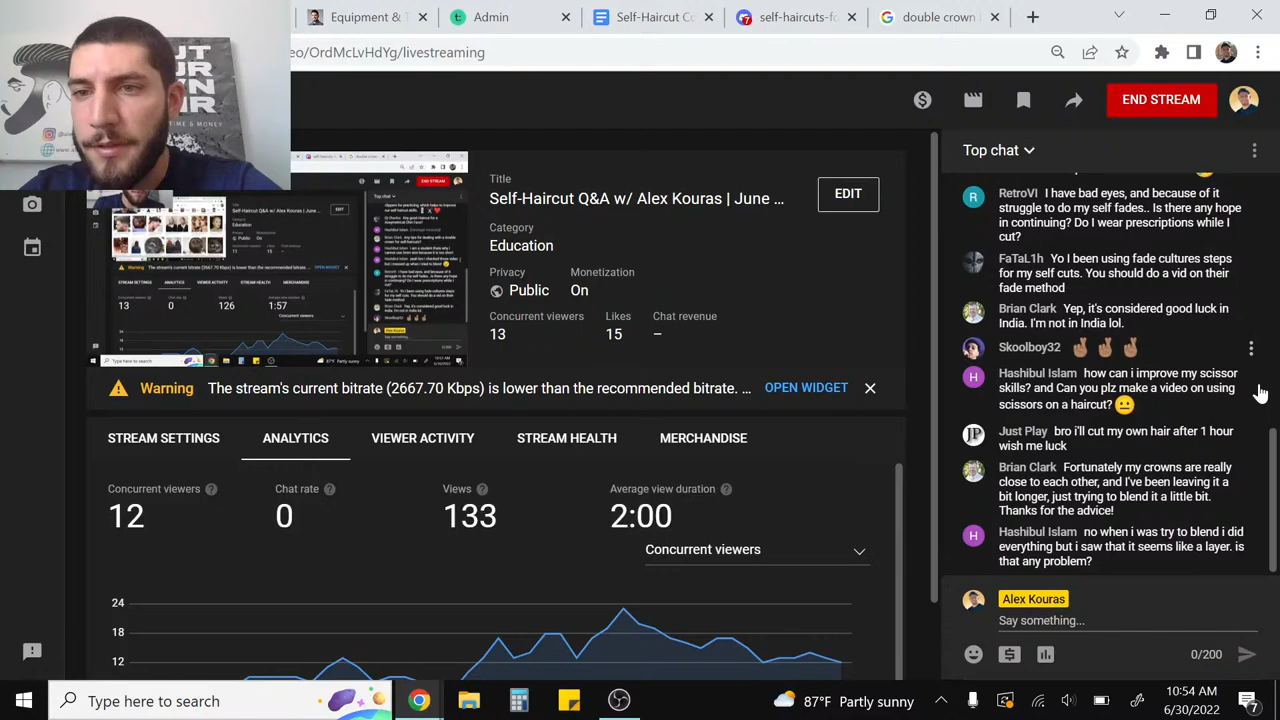 Equipment & T
Admin
Self-Haircut Co
self-haircuts-fo
double crown h
eo/OrdMcLvHdYg/livestreaming
END STREAM
Top chat
Title
Self-Haircut Q&A w/ Alex Kouras | June ...
EDIT
Category
Education
Privacy
Monetization
Public
On
Concurrent viewers
Likes
Chat revenue
13
15
–
Warning
The stream's current bitrate (2667.70 Kbps) is lower than the recommended bitrate. ...
OPEN WIDGET
STREAM SETTINGS
ANALYTICS
VIEWER ACTIVITY
STREAM HEALTH
MERCHANDISE
Concurrent viewers
Chat rate
Views
Average view duration
12
0
133
2:00
Concurrent viewers
24
18
12
RetroVI I have bad eyes, and because of it
struggle to do my self fades. Is there any hope
in continuing? Do u wear prescriptions while I
cut?
FaTaL1h Yo I been using fade cultures steps
for my self cuts. You should do a vid on their
fade method
Brian Clark Yep, it's considered good luck in
India. I'm not in India lol.
Skoolboy32
Hashibul Islam how can i improve my scissor
skills? and Can you plz make a video on using
scissors on a haircut?
Just Play bro i'll cut my own hair after 1 hour
wish me luck
Brian Clark Fortunately my crowns are really
close to each other, and I've been leaving it a
bit longer, just trying to blend it a little bit.
Thanks for the advice!
Hashibul Islam no when i was try to blend i did
everything but i saw that it seems like a layer. is
that any problem?
Alex Kouras
Say something...
0/200
Type here to search
87°F Partly sunny
10:54 AM
6/30/2022